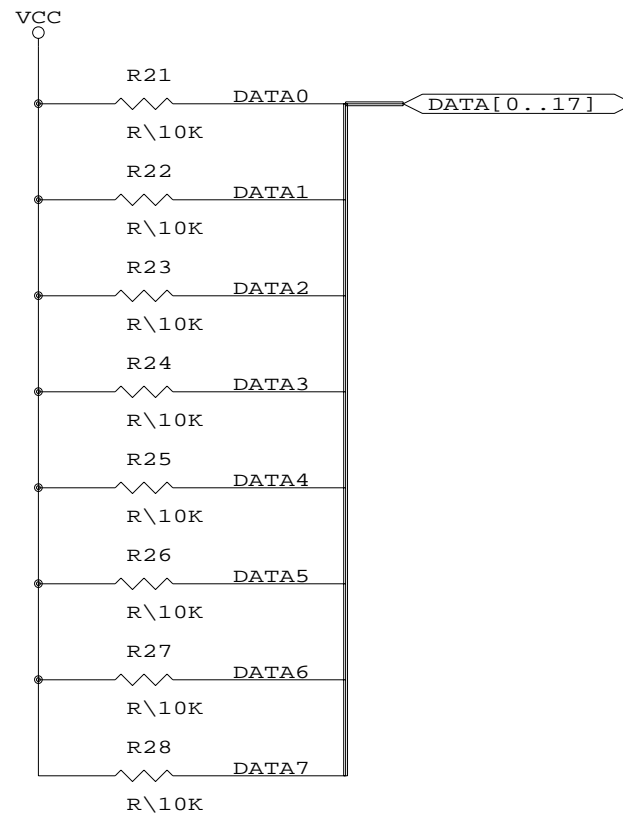 VCC
R21
DATA0
DATA[0..17]
R\10K
R22
DATA1
R\10K
R23
DATA2
R\10K
R24
DATA3
R\10K
R25
DATA4
R\10K
R26
DATA5
R\10K
R27
DATA6
R\10K
R28
DATA7
R\10K